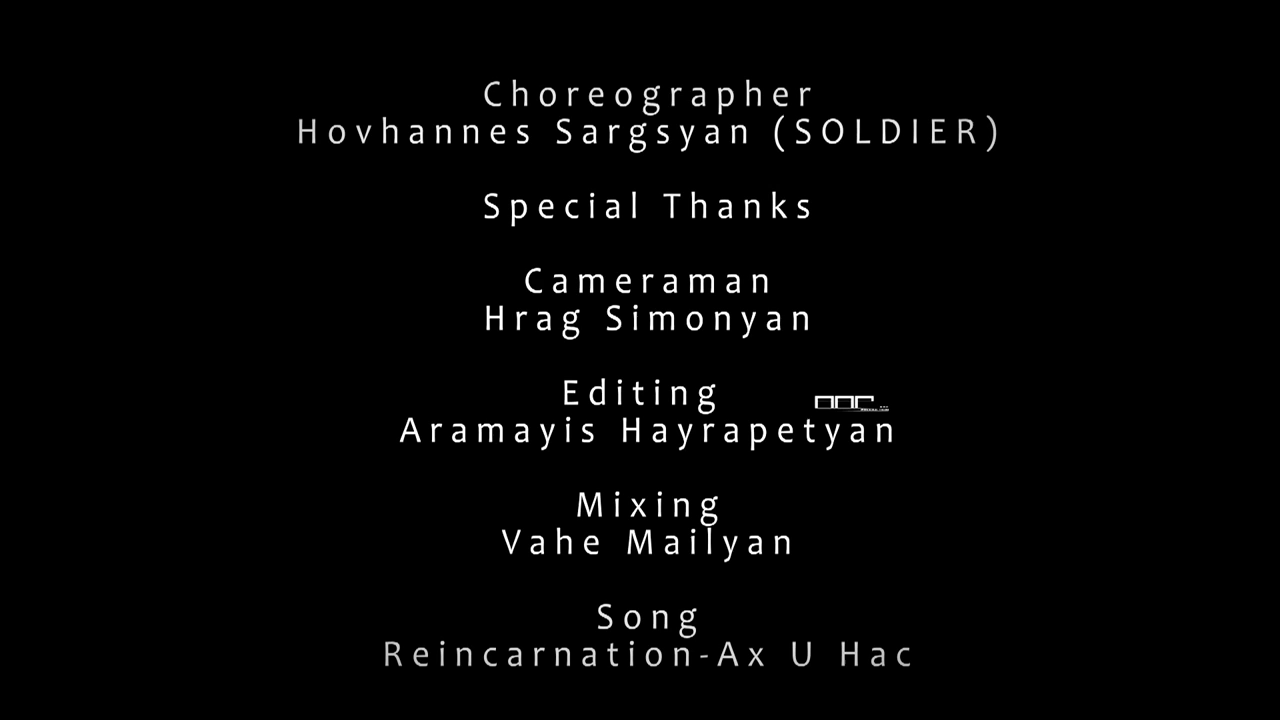 Choreographer
Hovhannes Sargsyan (SOLDIER)
Special Thanks
Cameraman
Hrag Simonyan
Editing
Aramayis Hayrapetyan
Mixing
Vahe Mailyan
Song
Reincarnation-Ax U Hac